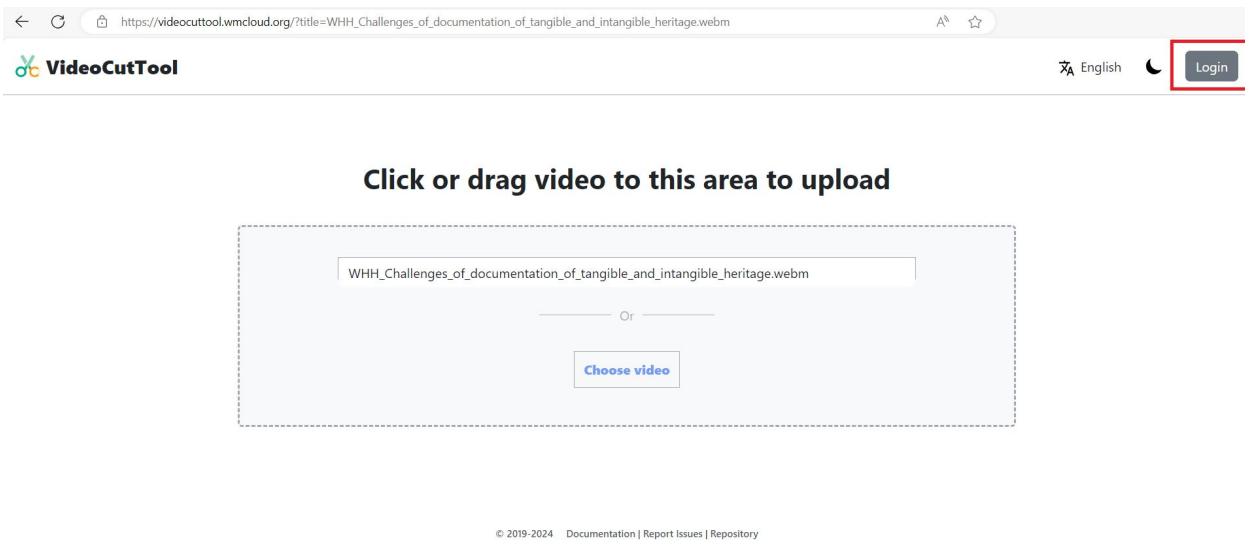 https://videocuttool.wmcloud.org/?title=WHH_Challenges_of_documentation_of_tangible_and_intangible_heritage.webm
VideoCutTool
English
Login
Click or drag video to this area to upload
WHH_Challenges_of_documentation_of_tangible_and_intangible_heritage.webm
Or
Choose video
© 2019-2024 Documentation | Report Issues | Repository